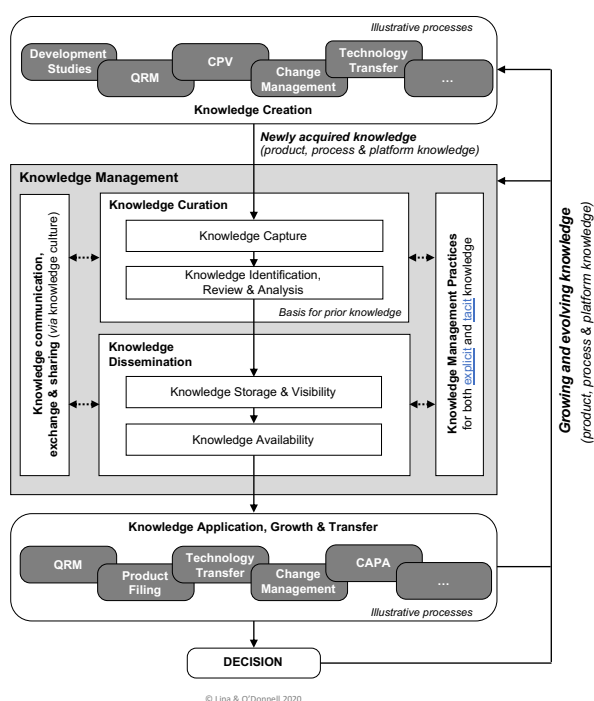 Illustrative processes
Development
Studies
QRM
CPV
Change
Management
Technology
Transfer
...
Knowledge Creation
Newly acquired knowledge
(product, process & platform knowledge)
Knowledge Management
Knowledge communication,
exchange & sharing (via knowledge culture)
Knowledge Curation
Knowledge Capture
Knowledge Identification,
Review & Analysis
Basis for prior knowledge
Knowledge
Dissemination
Knowledge Storage & Visibility
Knowledge Availability
Knowledge Management Practices
for both explicit and tacit knowledge
Growing and evolving knowledge
(product, process & platform knowledge)
Knowledge Application, Growth & Transfer
QRM
Product
Filing
Technology
Transfer
Change
Management
CAPA
...
Illustrative processes
DECISION
© Lipa & O'Donnell 2020